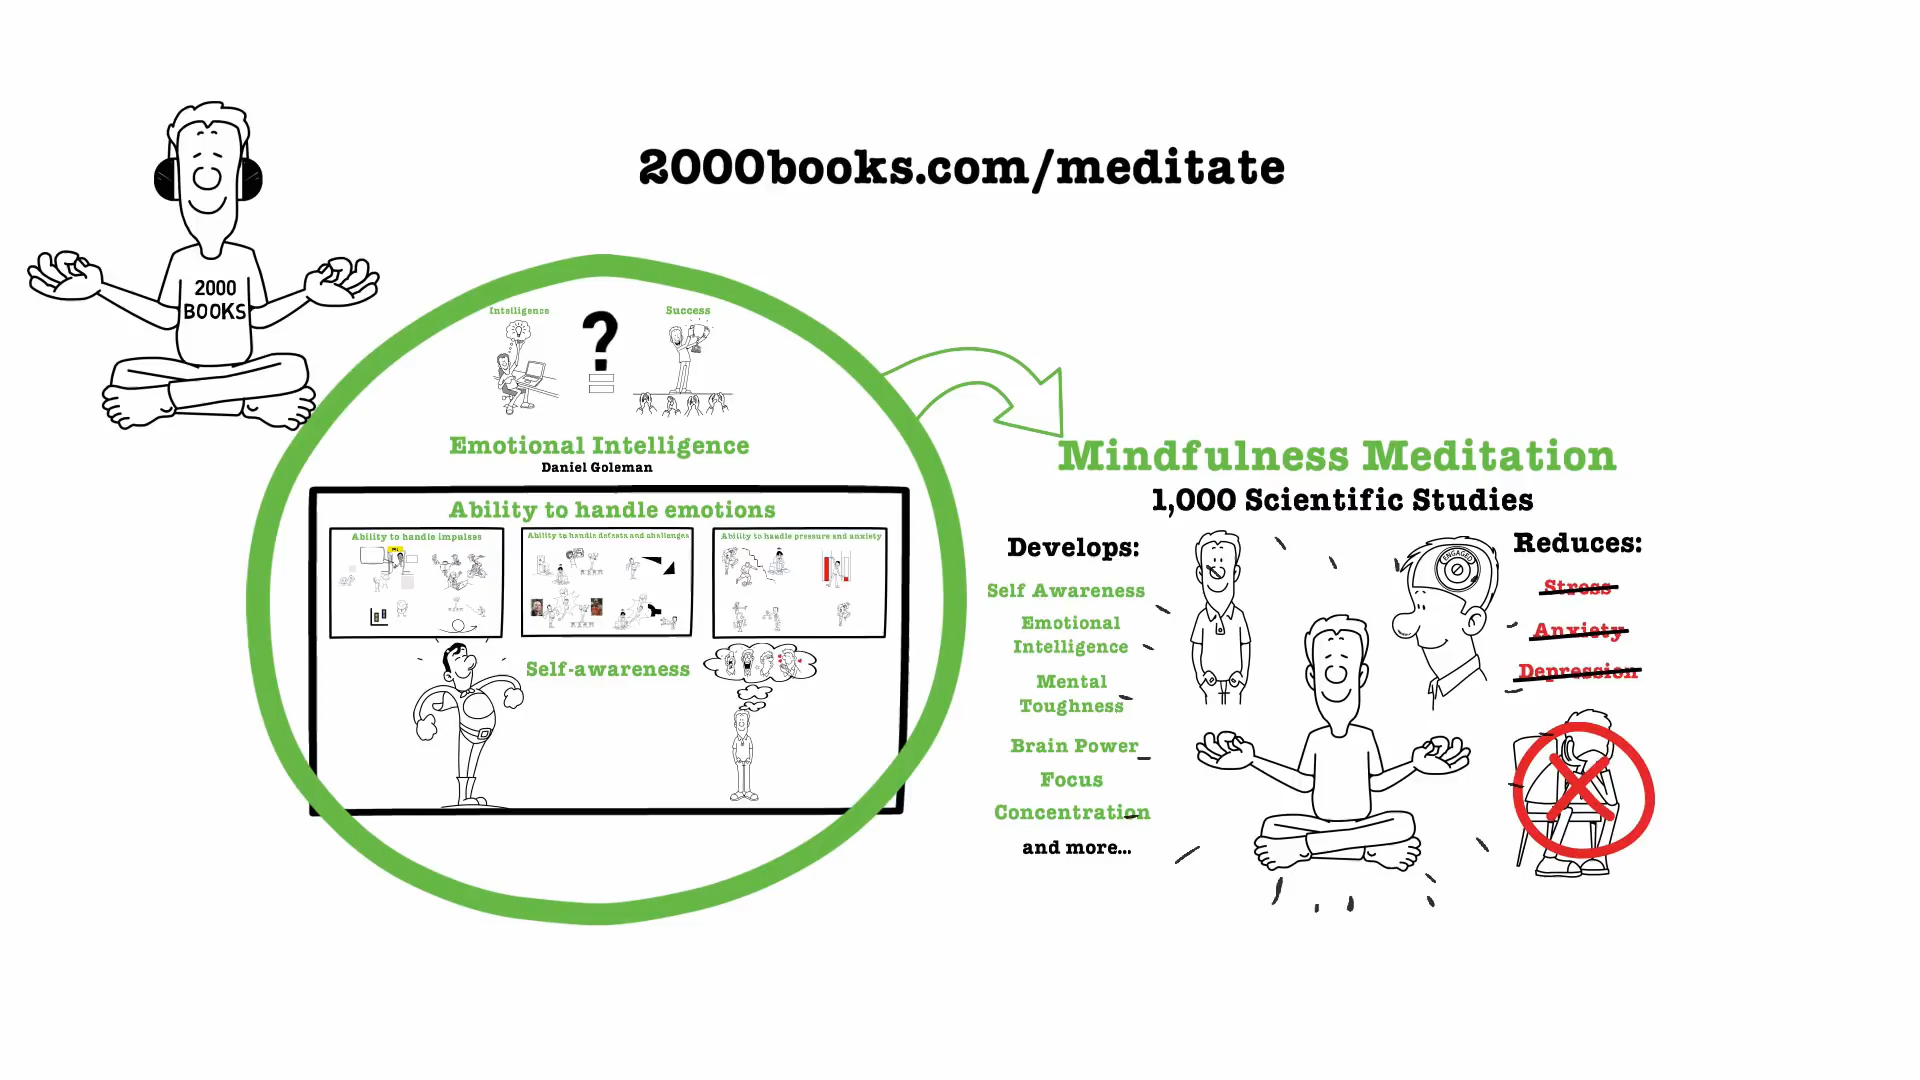 2000books.com/meditate
2000
BOOKS
Intelligence
?
Success
Emotional Intelligence
Daniel Goleman
Ability to handle emotions
Ability to handle impulses
Ability to handle defeats and challenges
Ability to handle pressure and anxiety
Self-awareness
Mindfulness Meditation
1,000 Scientific Studies
Develops:
Self Awareness
Emotional
Intelligence
Mental
Toughness
Brain Power
Focus
Concentration
and more...
ENGAGED
Reduces:
Stress
Anxiety
Depression